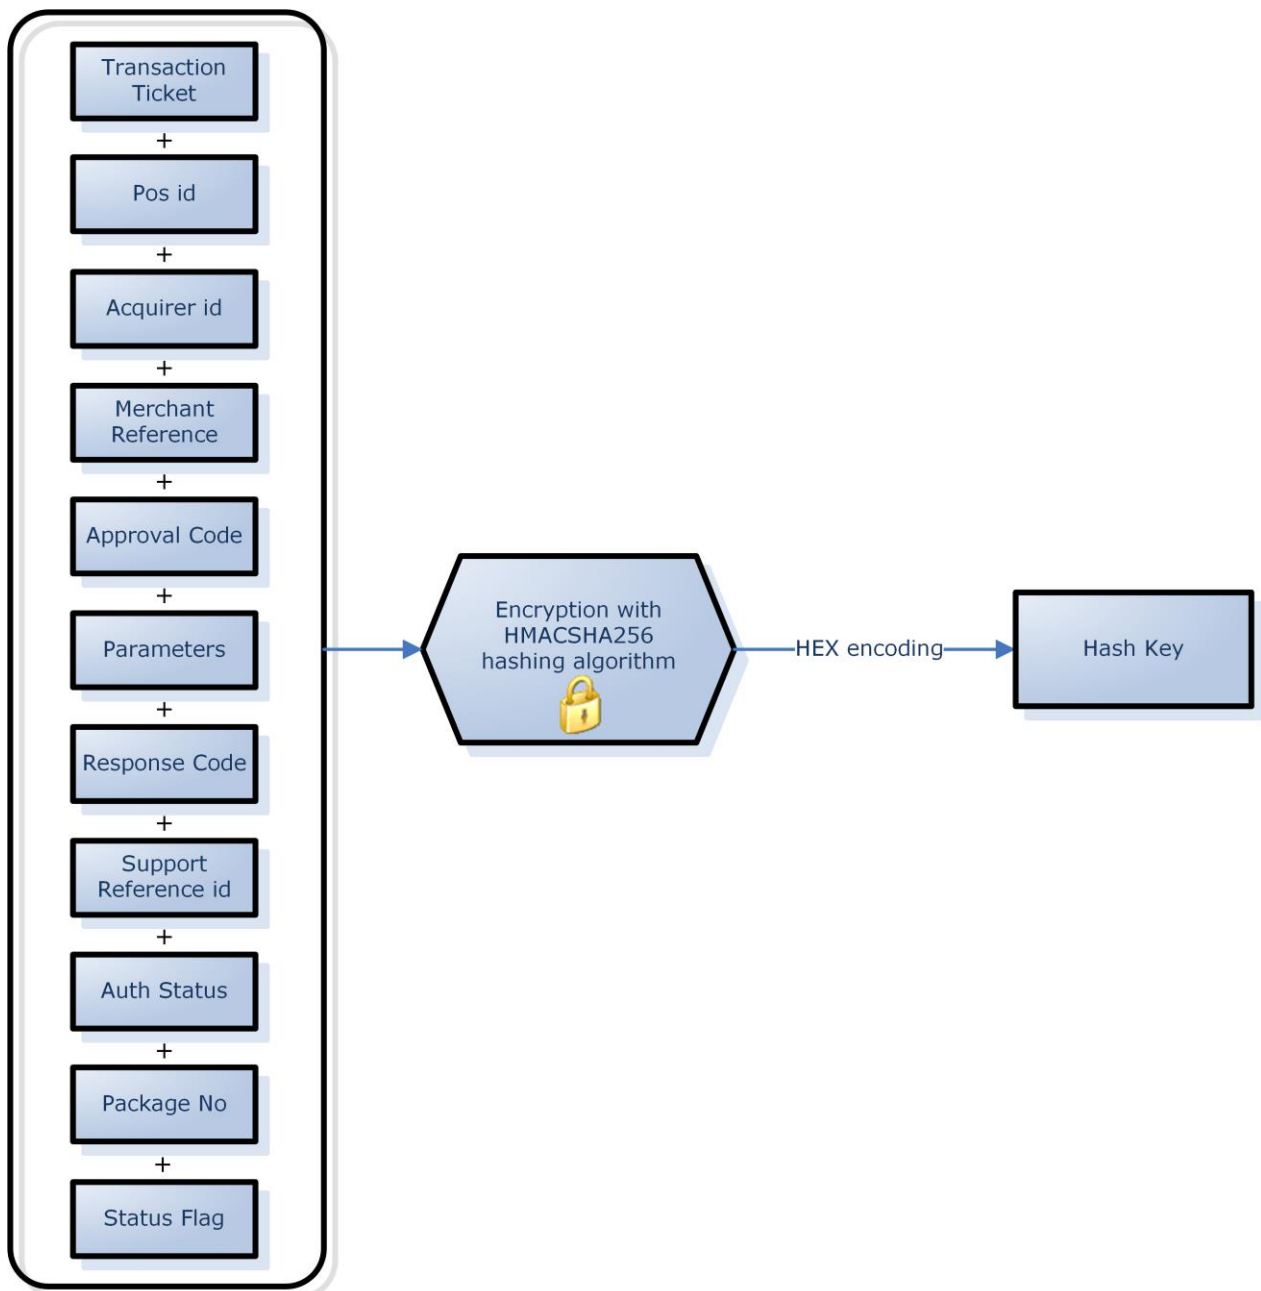 Transaction
Ticket
+
Pos id
+
Acquirer id
+
Merchant
Reference
+
Approval Code
+
Parameters
+
Response Code
+
Support
Reference id
+
Auth Status
+
Package No
+
Status Flag
Encryption with
HMACSHA256
hashing algorithm
HEX encoding
Hash Key